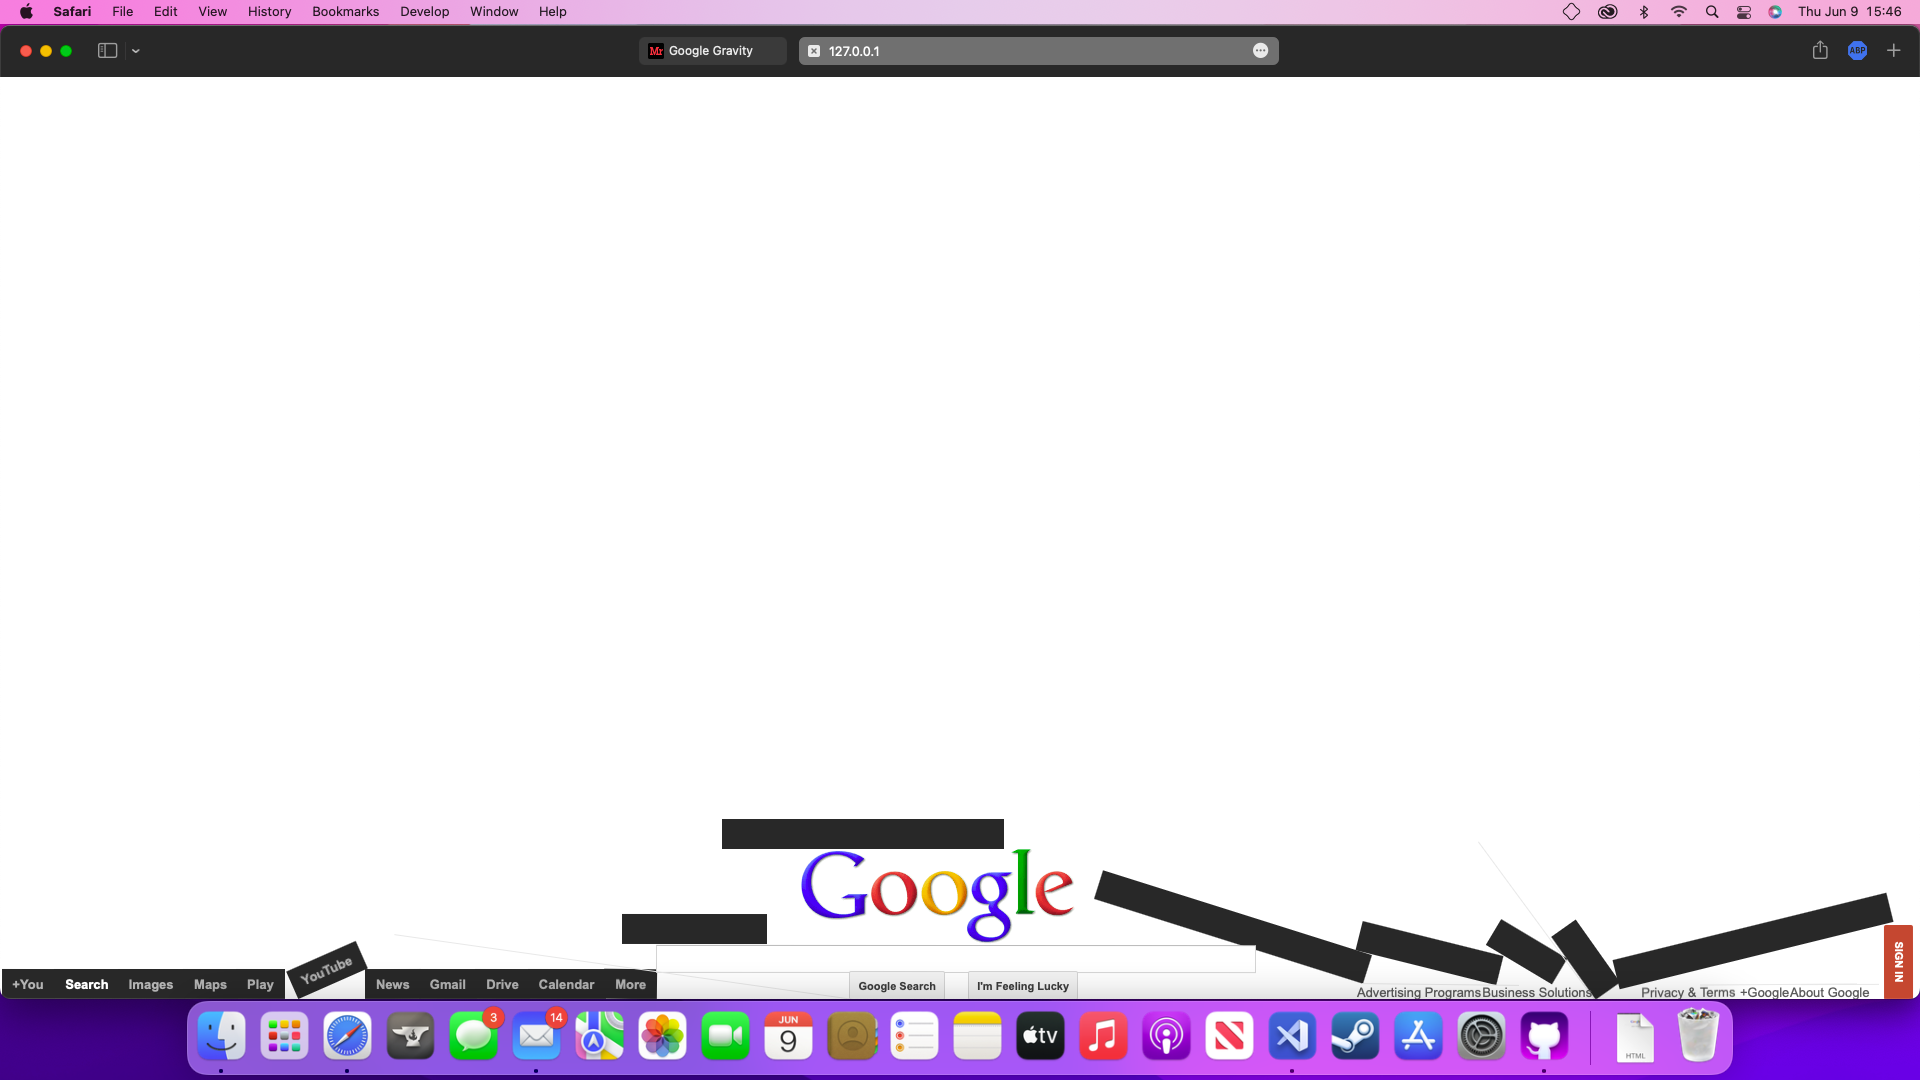 Safari File Edit View History Bookmarks Develop Window Help Thu Jun 9 15:46
Mr Google Gravity 127.0.0.1 ABP
Google
+You Search Images Maps Play YouTube News Gmail Drive Calendar More
SIGN IN
Google Search I'm Feeling Lucky
Advertising Programs Business Solutions Privacy & Terms +Google About Google
3 14 JUN
9
tv
HTML